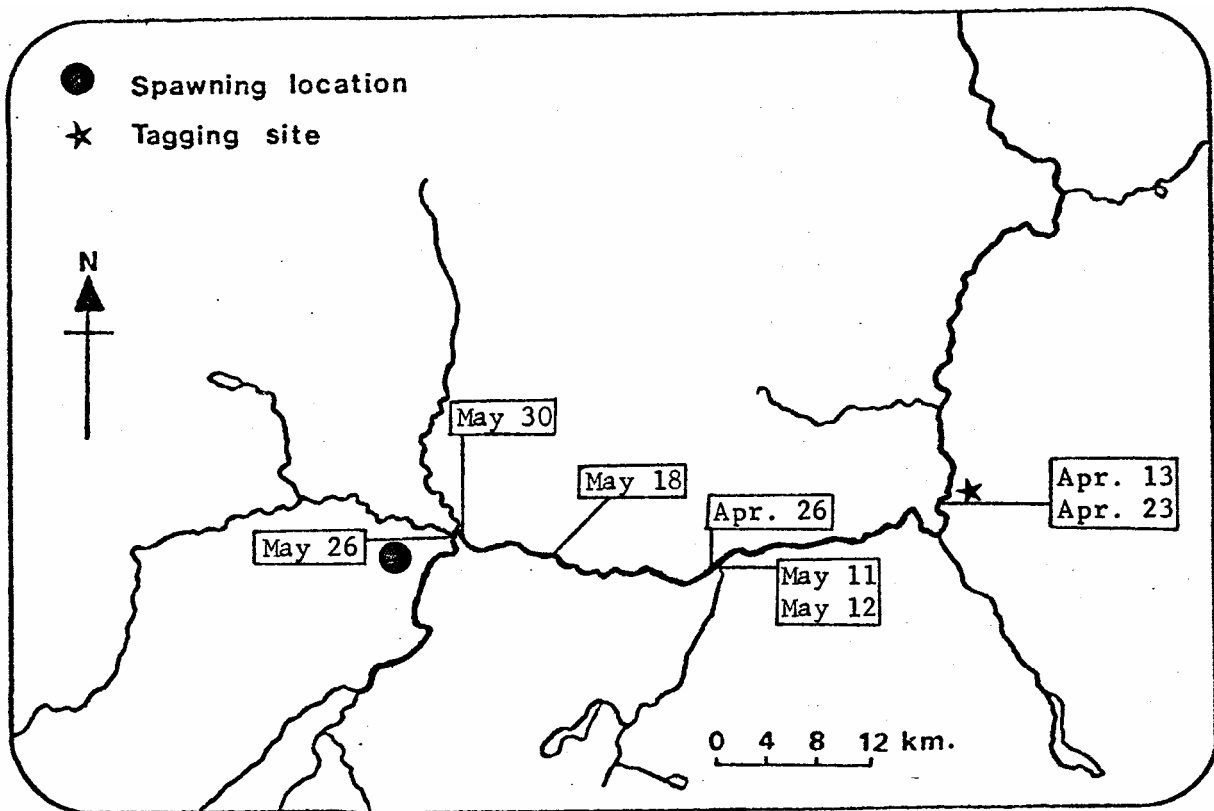 Spawning location
Tagging site
N
May 30
May 18
Apr. 26
Apr. 13
Apr. 23
May 26
May 11
May 12
0 4 8 12 km.